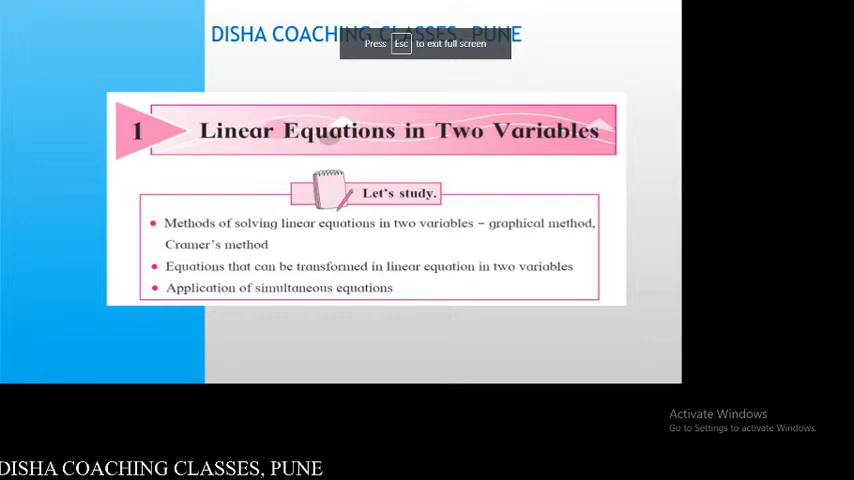 DISHA COACHING CLASSES, PUNE
Press Esc to exit full screen
1 Linear Equations in Two Variables
Let's study.
• Methods of solving linear equations in two variables – graphical method,
Cramer's method
• Equations that can be transformed in linear equation in two variables
• Application of simultaneous equations
Activate Windows
Go to Settings to activate Windows.
DISHA COACHING CLASSES, PUNE